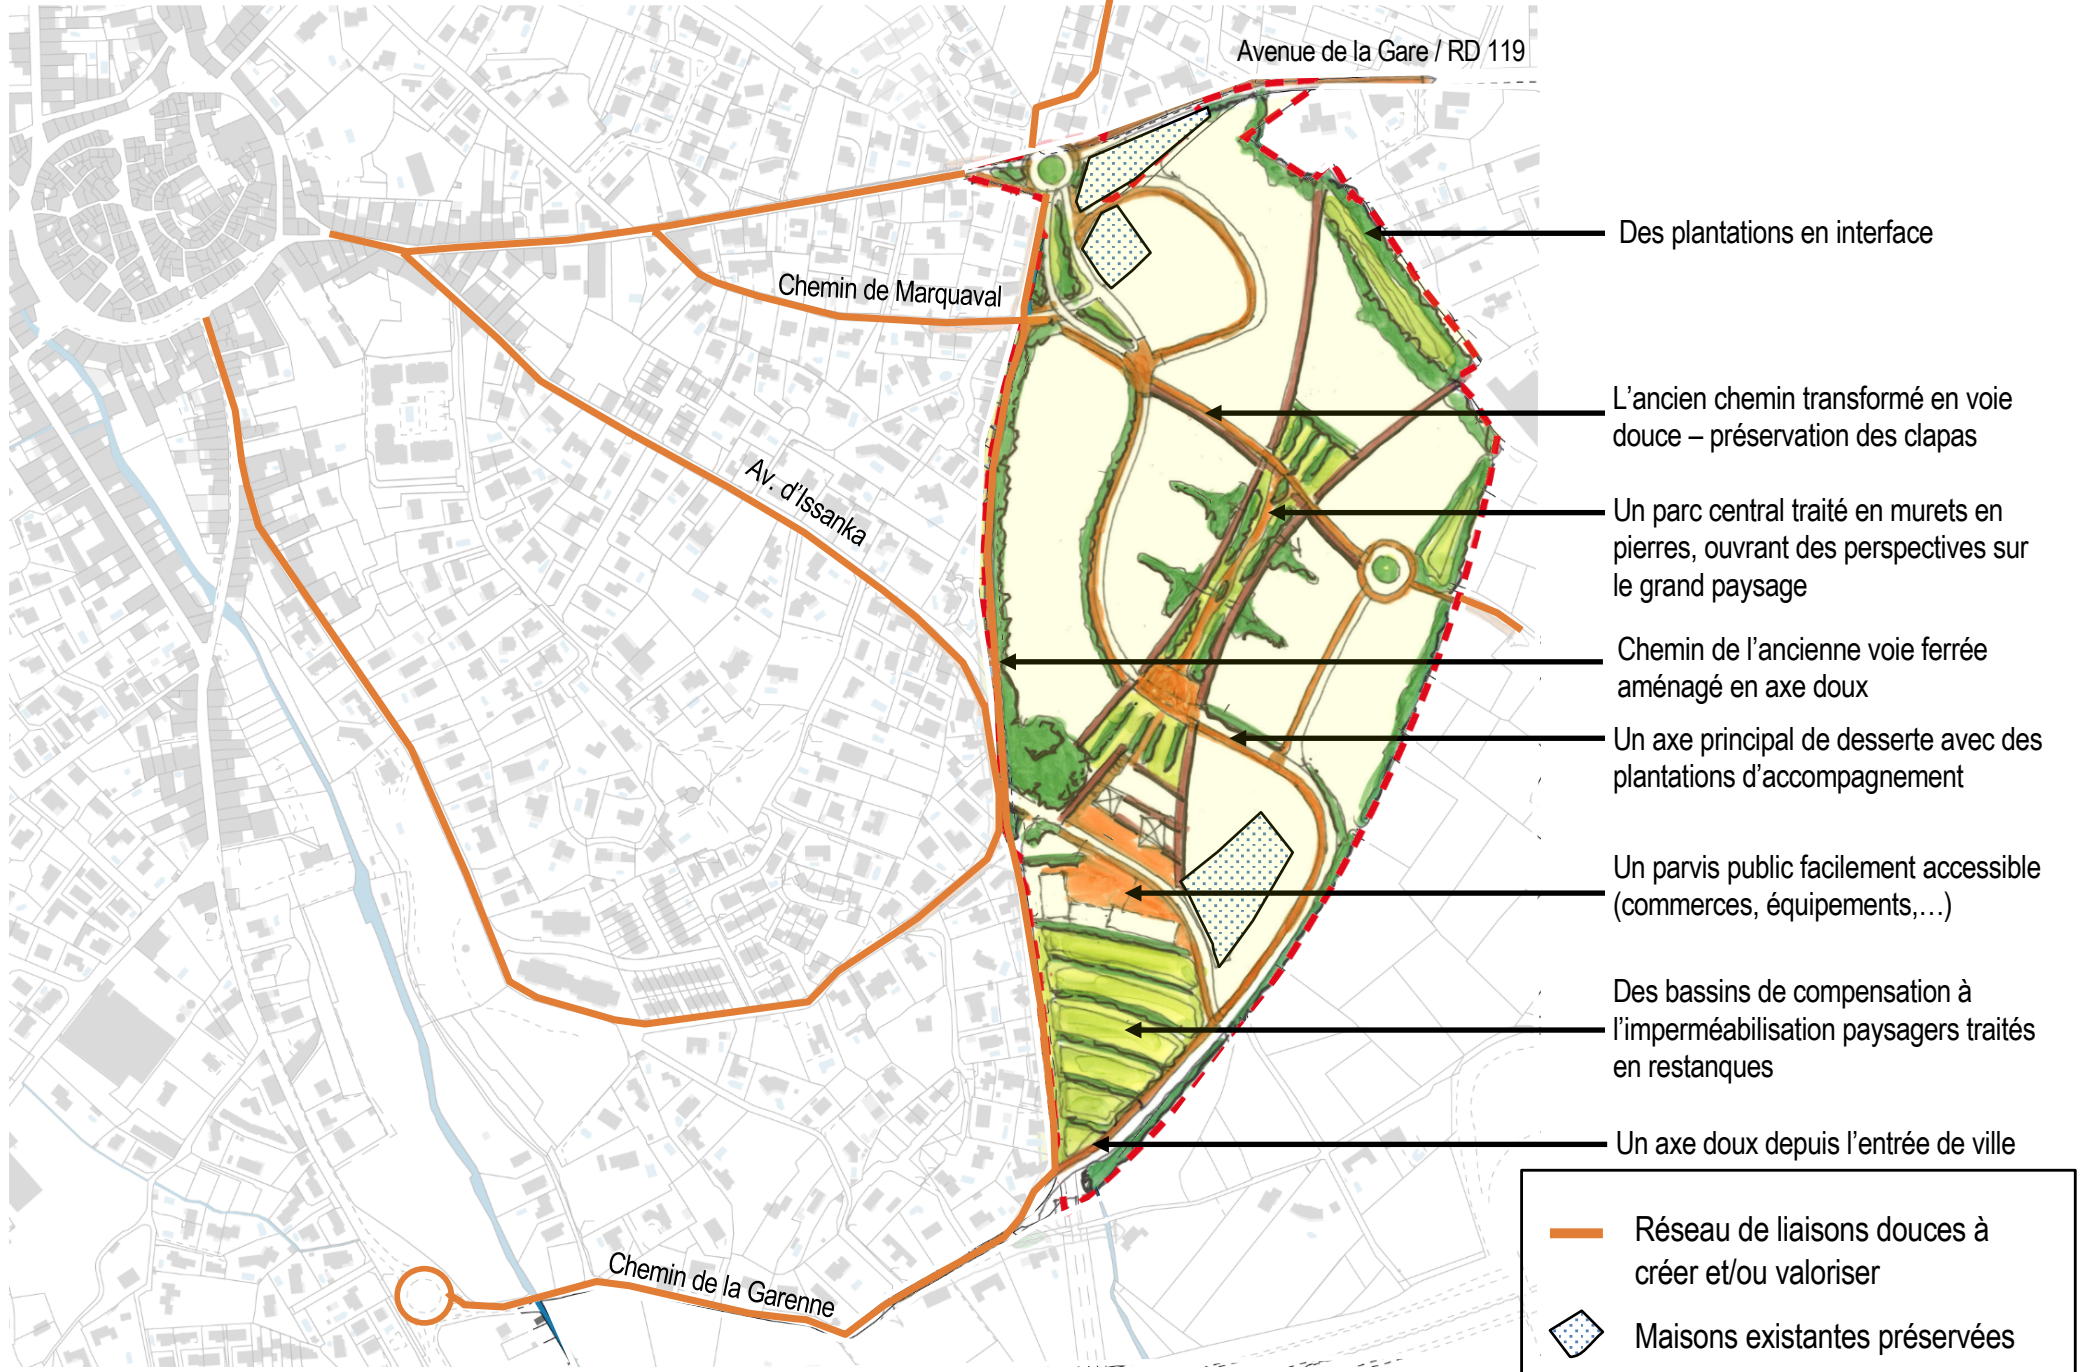 Avenue de la Gare / RD 119
Des plantations en interface
Chemin de Marquaval
L'ancien chemin transformé en voie
douce – préservation des clapas
Av. d'Issanka
Un parc central traité en murets en
pierres, ouvrant des perspectives sur
le grand paysage
Chemin de l'ancienne voie ferrée
aménagé en axe doux
Un axe principal de desserte avec des
plantations d'accompagnement
Un parvis public facilement accessible
(commerces, équipements,…)
Des bassins de compensation à
l'imperméabilisation paysagers traités
en restanques
Un axe doux depuis l'entrée de ville
Chemin de la Garenne
Réseau de liaisons douces à
créer et/ou valoriser
Maisons existantes préservées